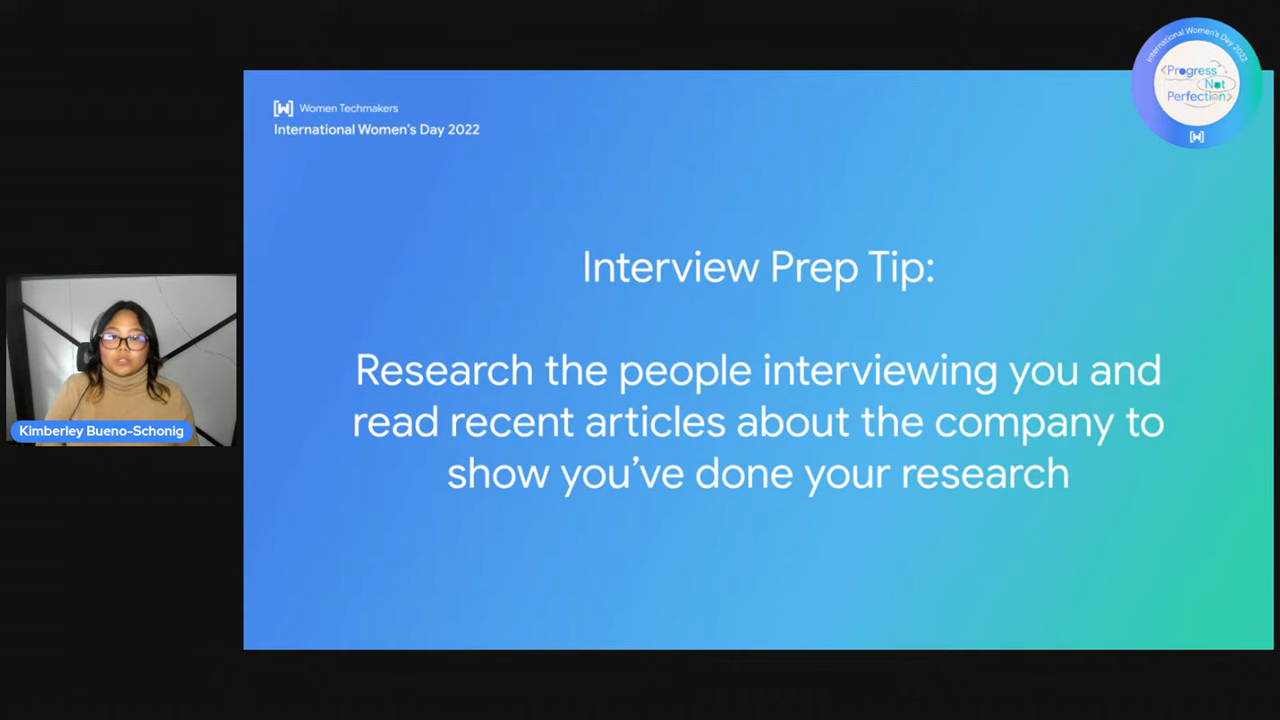 International Women's Day 2022
<Progress
Not
Perfection>
[W]
[W] Women Techmakers
International Women's Day 2022
Interview Prep Tip:
Research the people interviewing you and
read recent articles about the company to
show you've done your research
Kimberley Bueno-Schonig